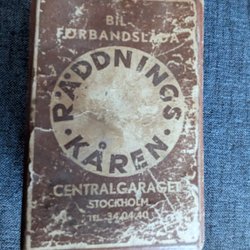 BIL
FÖRBANDSLÅDA
RÄDDNINGS
KÅREN
CENTRALGARAGET
STOCKHOLM
TEL. 34.04.40